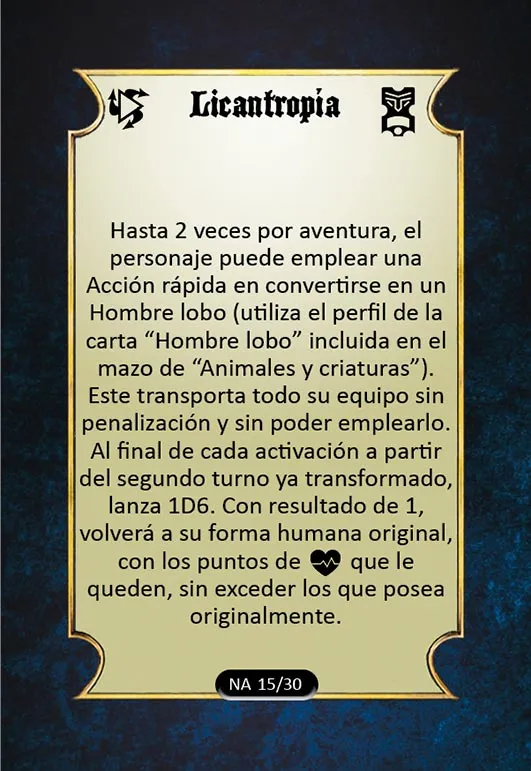 Licantropía
Hasta 2 veces por aventura, el
personaje puede emplear una
Acción rápida en convertirse en un
Hombre lobo (utiliza el perfil de la
carta “Hombre lobo” incluida en el
mazo de “Animales y criaturas”).
Este transporta todo su equipo sin
penalización y sin poder emplearlo.
Al final de cada activación a partir
del segundo turno ya transformado,
lanza 1D6. Con resultado de 1,
volverá a su forma humana original,
con los puntos de que le
queden, sin exceder los que posea
originalmente.
NA 15/30